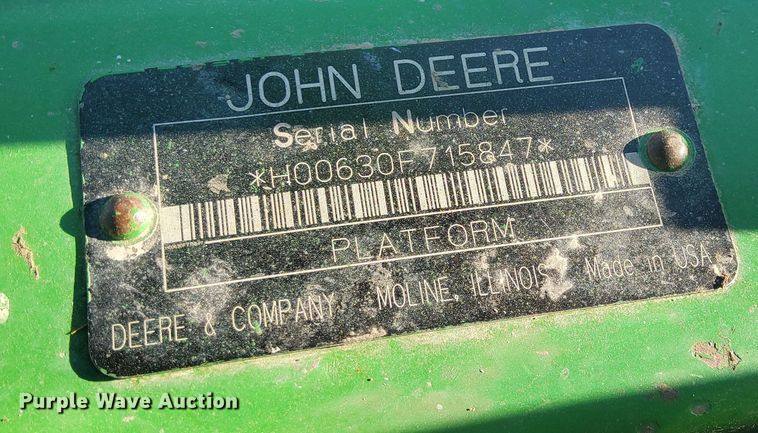 JOHN DEERE
Serial Number
*H00630F715847*
PLATFORM
DEERE & COMPANY MOLINE, ILLINOIS Made in USA
Purple Wave Auction